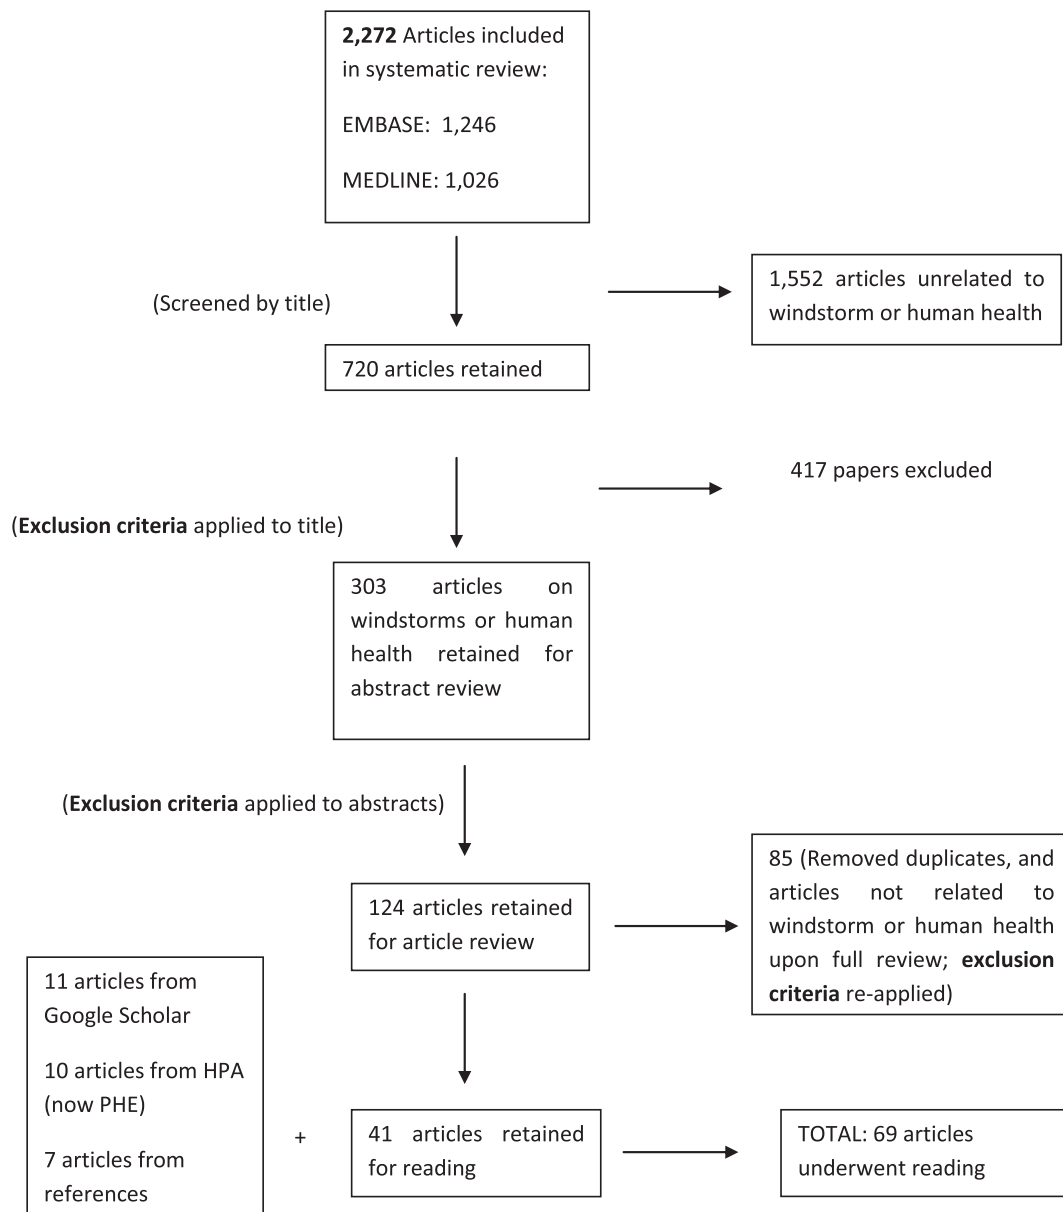 2,272 Articles included
in systematic review:
EMBASE: 1,246
MEDLINE: 1,026
(Screened by title)
1,552 articles unrelated to
windstorm or human health
720 articles retained
417 papers excluded
(Exclusion criteria applied to title)
303 articles on
windstorms or human
health retained for
abstract review
(Exclusion criteria applied to abstracts)
124 articles retained
for article review
85 (Removed duplicates, and
articles not related to
windstorm or human health
upon full review; exclusion
criteria re-applied)
11 articles from
Google Scholar
10 articles from HPA
(now PHE)
7 articles from
references
+
41 articles retained
for reading
TOTAL: 69 articles
underwent reading